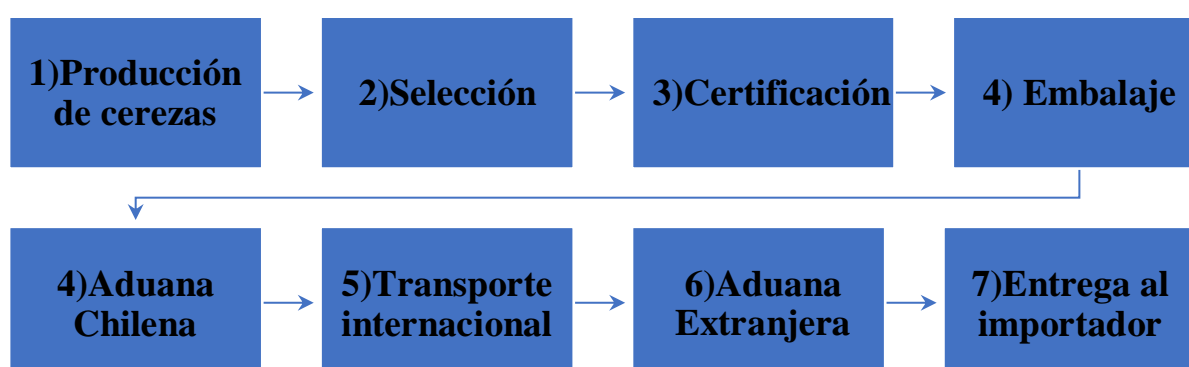 1)Producción
de cerezas
2)Selección
3)Certificación
4) Embalaje
4)Aduana
Chilena
5)Transporte
internacional
6)Aduana
Extranjera
7)Entrega al
importador